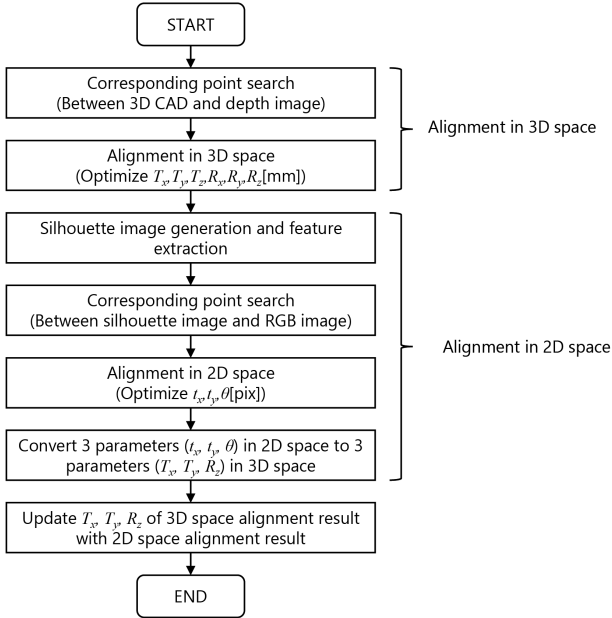 START
Corresponding point search
(Between 3D CAD and depth image)
Alignment in 3D space
Alignment in 3D space
(Optimize Tx,Ty,Tz,Rx,Ry,Rz[mm])
Silhouette image generation and feature
extraction
Corresponding point search
(Between silhouette image and RGB image)
Alignment in 2D space
Alignment in 2D space
(Optimize tx,ty,θ[pix])
Convert 3 parameters (tx, ty, θ) in 2D space to 3
parameters (Tx, Ty, Rz) in 3D space
Update Tx, Ty, Rz of 3D space alignment result
with 2D space alignment result
END